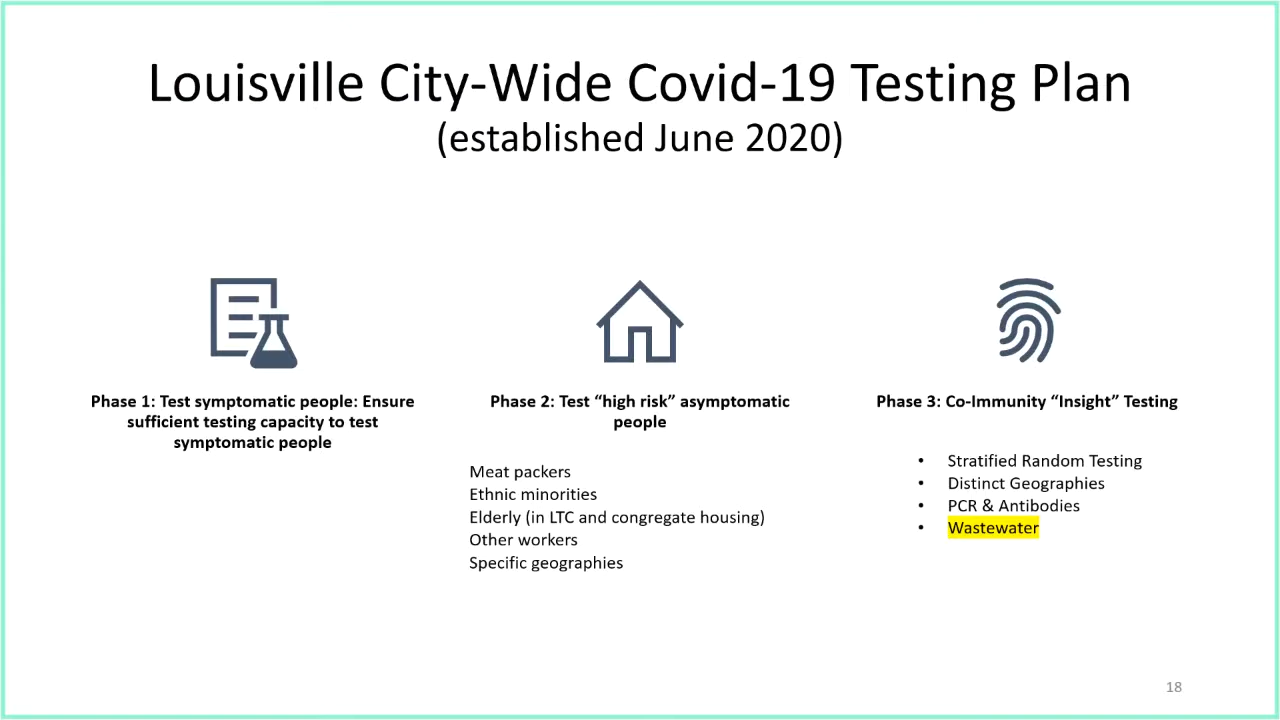 Louisville City-Wide Covid-19 Testing Plan
(established June 2020)
Phase 1: Test symptomatic people: Ensure
sufficient testing capacity to test
symptomatic people
Phase 2: Test “high risk” asymptomatic
people
Meat packers
Ethnic minorities
Elderly (in LTC and congregate housing)
Other workers
Specific geographies
Phase 3: Co-Immunity “Insight” Testing
• Stratified Random Testing
• Distinct Geographies
• PCR & Antibodies
• Wastewater
18